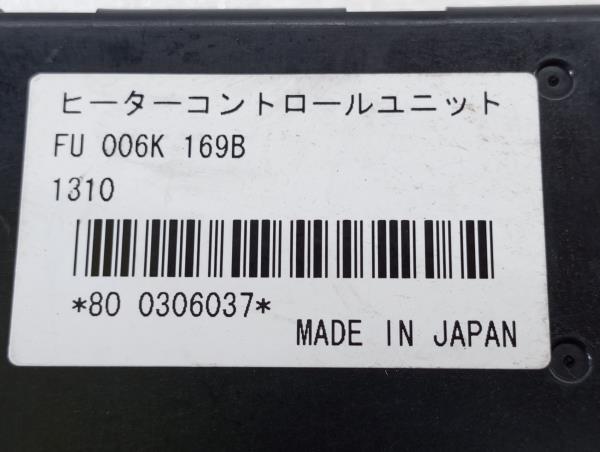 ヒーターコントロールユニット
FU 006K 169B
1310
*80 0306037*
MADE IN JAPAN